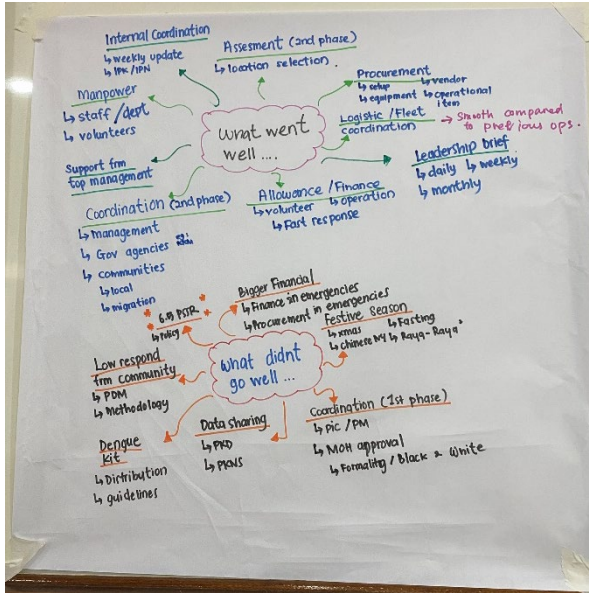 Internal Coordination
↳ weekly update
↳ IPK/IPN
Assesment (2nd phase)
↳ location selection.
Procurement
↳ setup ↳ vendor
↳ equipment ↳ operational
item
Manpower
↳ staff/dept
↳ volunteers
what went
well ....
Logistic/Fleet
coordination → Smooth compared
to previous ops.
Support frm
top management
Leadership brief
↳ daily ↳ weekly
↳ monthly
Coordination (2nd phase)
↳ Management
↳ Gov agencies
↳ communities
↳ local
↳ migration
Allowance/Finance
↳ volunteer ↳ operation
↳ Fast response
Bigger Financial
↳ Finance in emergencies
↳ Procurement in emergencies
↳ Policy
Festive Season
↳ xmas ↳ Fasting
↳ Chinese NY ↳ Raya-Raya
what didnt
go well ...
Low respond
frm community
↳ PDM
↳ Methodology
Dengue
kit
↳ Distribution
↳ guidelines
Data sharing
↳ PKD
↳ PKNS
Coordination (1st phase)
↳ pic/PM
↳ MOH approval
↳ Formality/Black & White